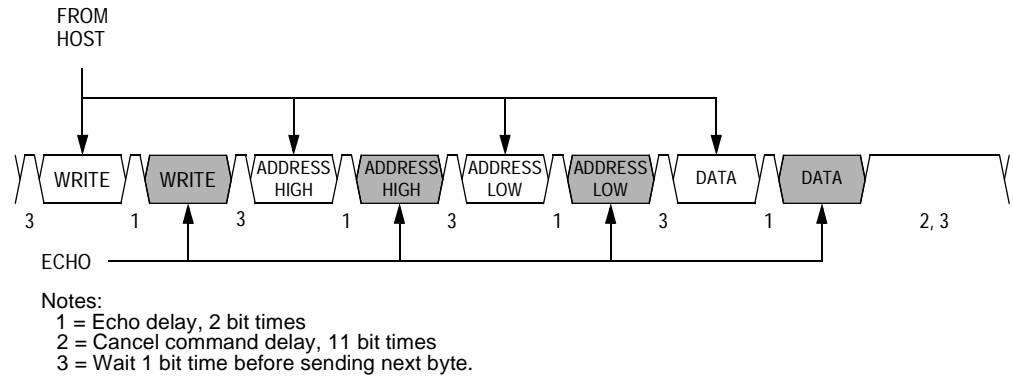 FROM
HOST
WRITE WRITE ADDRESS HIGH ADDRESS HIGH ADDRESS LOW ADDRESS LOW DATA DATA
3 1 3 1 3 1 3 1 2, 3
ECHO
Notes:
1 = Echo delay, 2 bit times
2 = Cancel command delay, 11 bit times
3 = Wait 1 bit time before sending next byte.